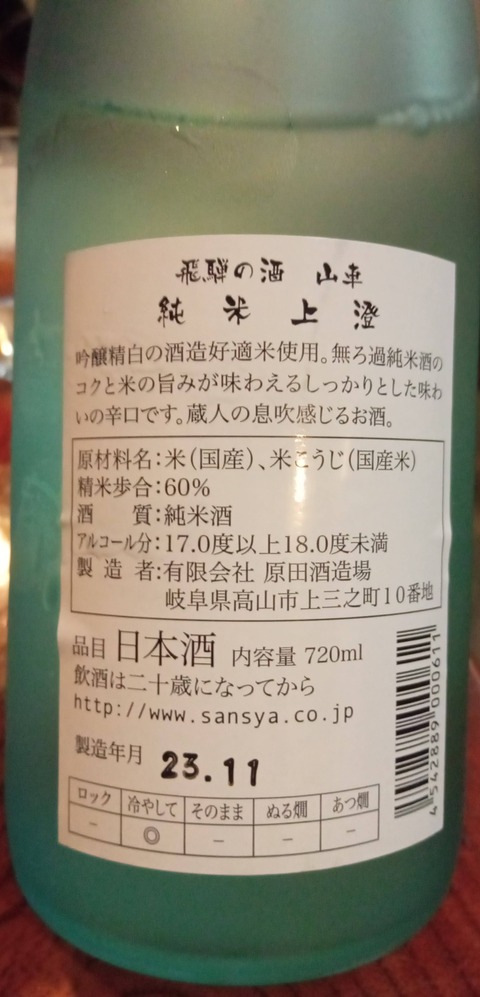 飛騨の酒 山車
純米上澄
吟醸精白の酒造好適米使用。無ろ過純米酒の
コクと米の旨みが味わえるしっかりとした味わ
いの辛口です。蔵人の息吹感じるお酒。
原材料名：米（国産）、米こうじ（国産米）
精米歩合：60%
酒　　質：純米酒
アルコール分：17.0度以上18.0度未満
製 造 者：有限会社 原田酒造場
岐阜県高山市上三之町10番地
品目 日本酒 内容量 720ml
飲酒は二十歳になってから
http://www.sansya.co.jp
製造年月 23.11
ロック 冷やして そのまま ぬる燗 あつ燗
－ ◎ － － －
4 542889 000611